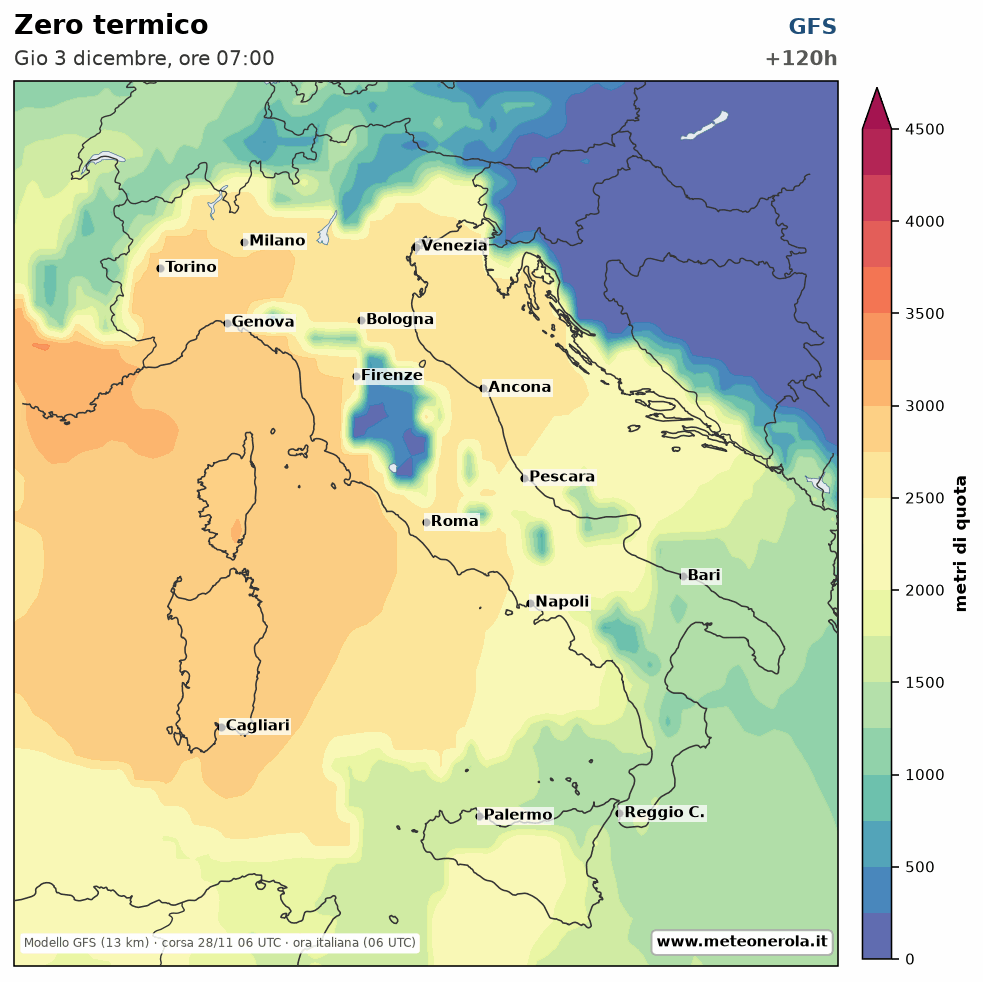 Zero termico
GFS
Gio 3 dicembre, ore 07:00
+120h
Milano
Venezia
Torino
Genova
Bologna
Firenze
Ancona
Pescara
Roma
Bari
Napoli
Cagliari
Palermo
Reggio C.
4500
4000
3500
3000
2500
2000
1500
1000
500
0
metri di quota
Modello GFS (13 km) · corsa 28/11 06 UTC · ora italiana (06 UTC)
www.meteonerola.it